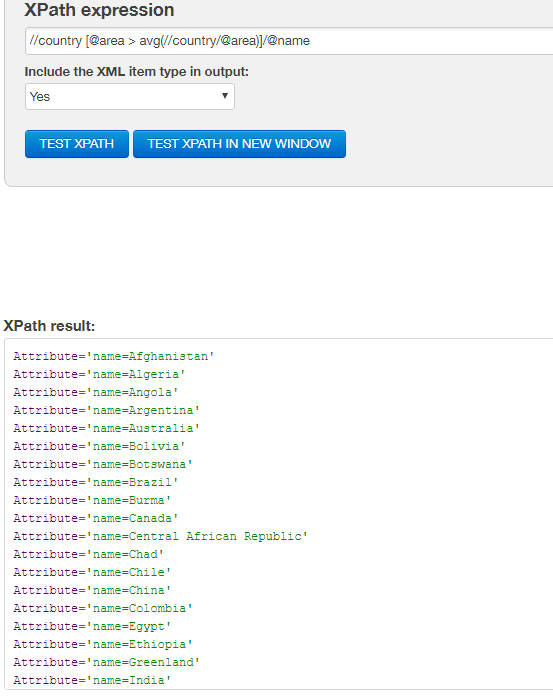 XPath expression
//country [@area > avg(//country/@area)]/@name
Include the XML item type in output:
Yes
TEST XPATH TEST XPATH IN NEW WINDOW
XPath result:
Attribute='name=Afghanistan'
Attribute='name=Algeria'
Attribute='name=Angola'
Attribute='name=Argentina'
Attribute='name=Australia'
Attribute='name=Bolivia'
Attribute='name=Botswana'
Attribute='name=Brazil'
Attribute='name=Burma'
Attribute='name=Canada'
Attribute='name=Central African Republic'
Attribute='name=Chad'
Attribute='name=Chile'
Attribute='name=China'
Attribute='name=Colombia'
Attribute='name=Egypt'
Attribute='name=Ethiopia'
Attribute='name=Greenland'
Attribute='name=India'